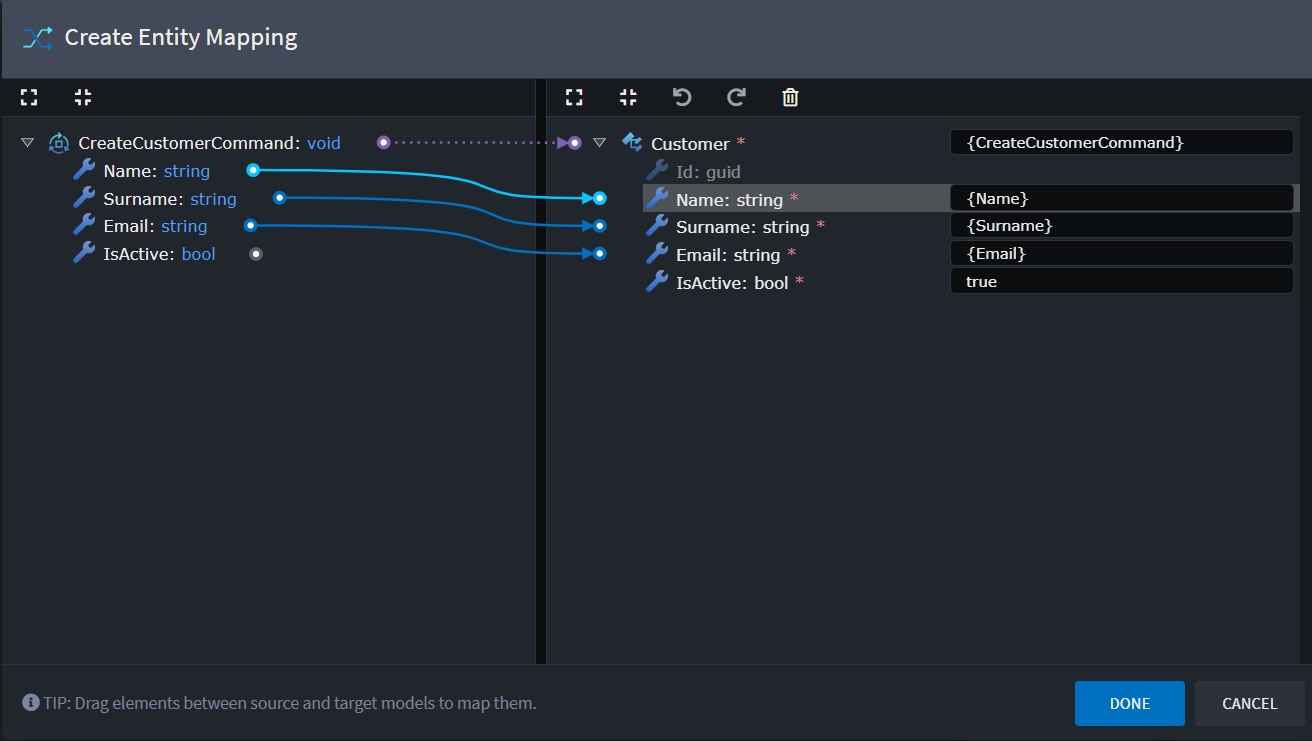 Create Entity Mapping
CreateCustomerCommand: void
Name: string
Surname: string
Email: string
IsActive: bool
Customer * {CreateCustomerCommand}
Id: guid
Name: string * {Name}
Surname: string * {Surname}
Email: string * {Email}
IsActive: bool * true
TIP: Drag elements between source and target models to map them.
DONE CANCEL